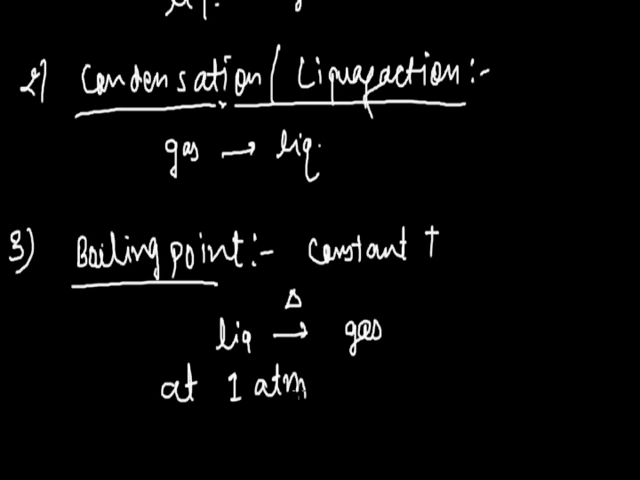 2) Condensation/ Liquafaction:-
gas → liq.
3) Boiling point:- constant T
Δ
liq → gas
at 1 atm